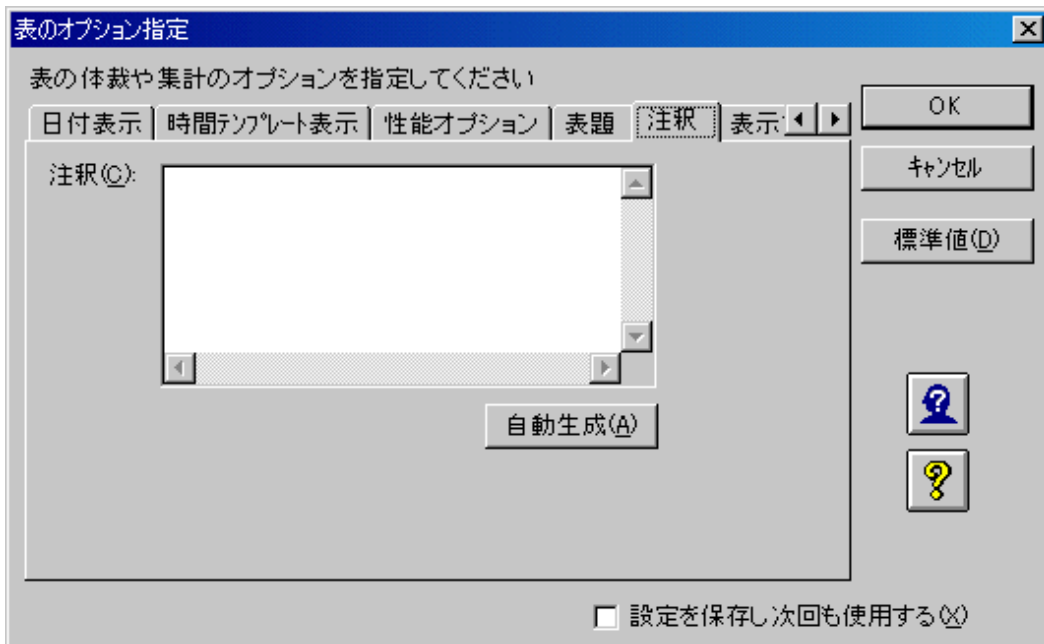 表のオプション指定
表の体裁や集計のオプションを指定してください
日付表示 時間ﾃﾝﾌﾟﾚｰﾄ表示 性能オプション 表題 注釈 表示
注釈(C):
自動生成(A)
OK
ｷｬﾝｾﾙ
標準値(D)
設定を保存し次回も使用する(X)